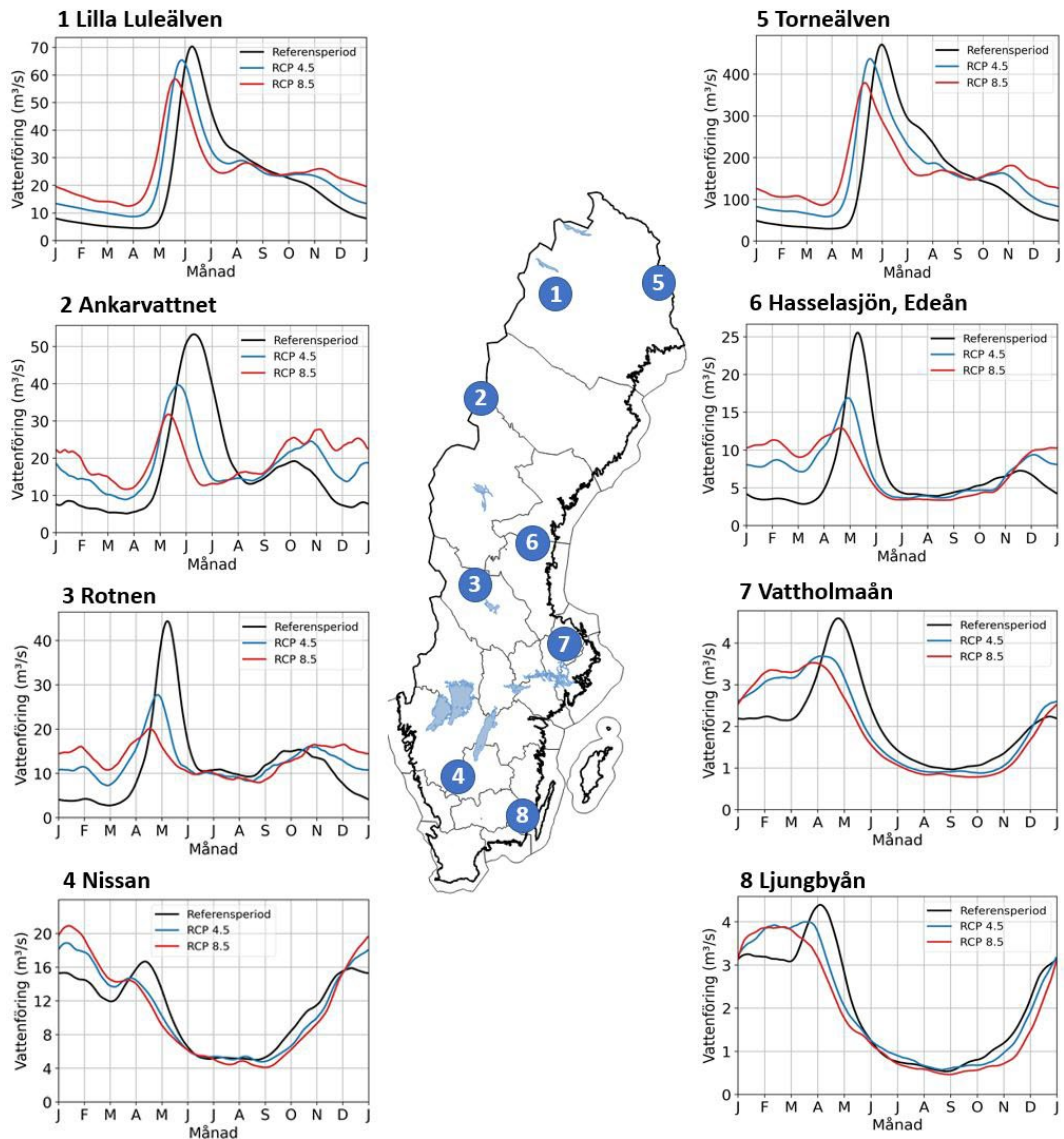 1 Lilla Luleälven
70
60
50
40
30
20
10
0
Vattenföring (m³/s)
Referensperiod
RCP 4.5
RCP 8.5
J F M A M J J A S O N D J
Månad
2 Ankarvattnet
50
40
30
20
10
0
Vattenföring (m³/s)
Referensperiod
RCP 4.5
RCP 8.5
J F M A M J J A S O N D J
Månad
3 Rotnen
40
30
20
10
0
Vattenföring (m³/s)
Referensperiod
RCP 4.5
RCP 8.5
J F M A M J J A S O N D J
Månad
4 Nissan
20
16
12
8
4
0
Vattenföring (m³/s)
Referensperiod
RCP 4.5
RCP 8.5
J F M A M J J A S O N D J
Månad
1
5
2
6
3
7
4
8
5 Torneälven
400
300
200
100
0
Vattenföring (m³/s)
Referensperiod
RCP 4.5
RCP 8.5
J F M A M J J A S O N D J
Månad
6 Hasselasjön, Edeån
25
20
15
10
5
0
Vattenföring (m³/s)
Referensperiod
RCP 4.5
RCP 8.5
J F M A M J J A S O N D J
Månad
7 Vattholmaån
4
3
2
1
0
Vattenföring (m³/s)
Referensperiod
RCP 4.5
RCP 8.5
J F M A M J J A S O N D J
Månad
8 Ljungbyån
4
3
2
1
0
Vattenföring (m³/s)
Referensperiod
RCP 4.5
RCP 8.5
J F M A M J J A S O N D J
Månad